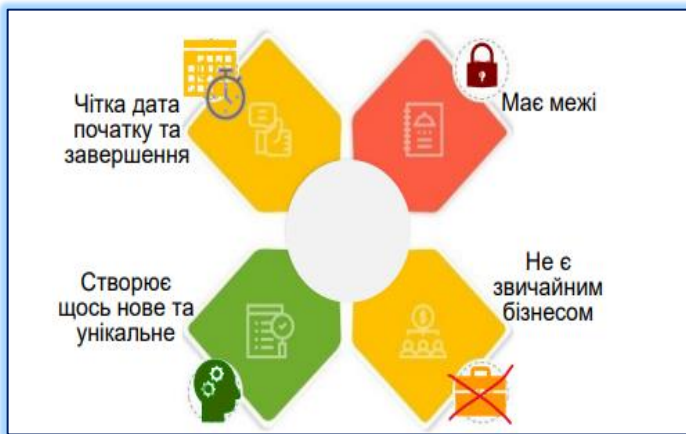 Чітка дата
початку та
завершення
Має межі
Створює
щось нове та
унікальне
Не є
звичайним
бізнесом